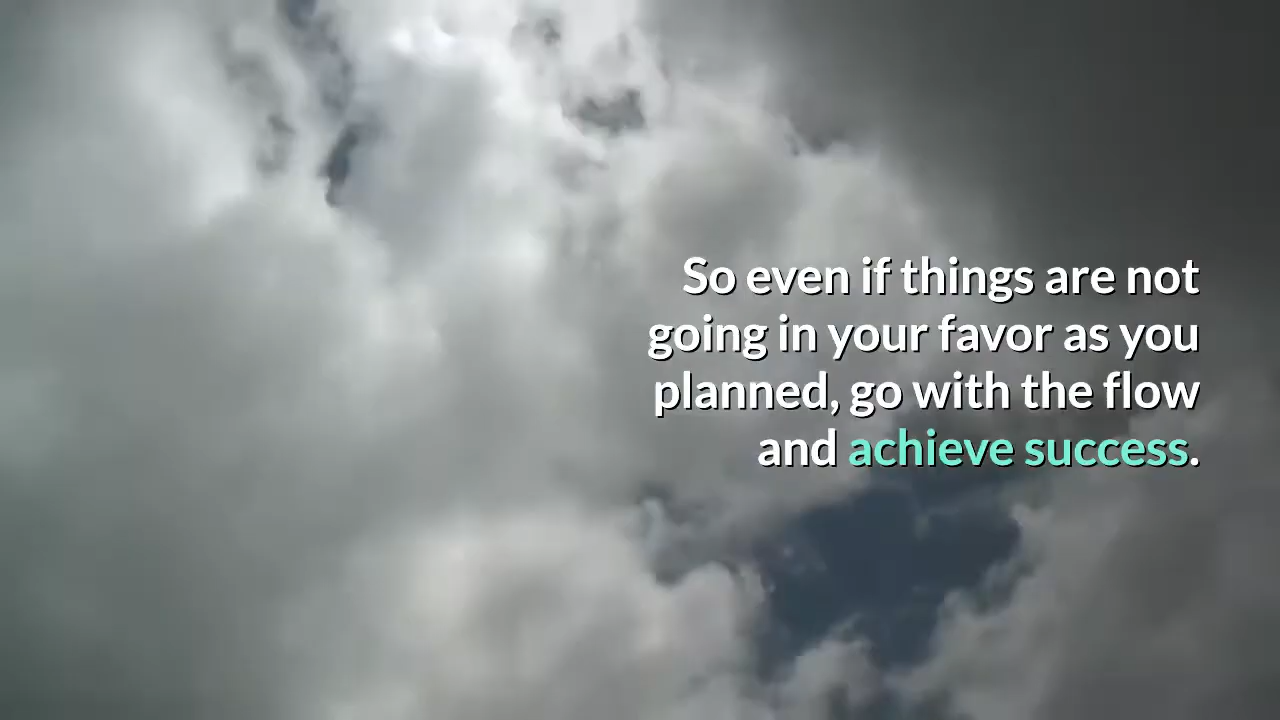 So even if things are not
going in your favor as you
planned, go with the flow
and achieve success.